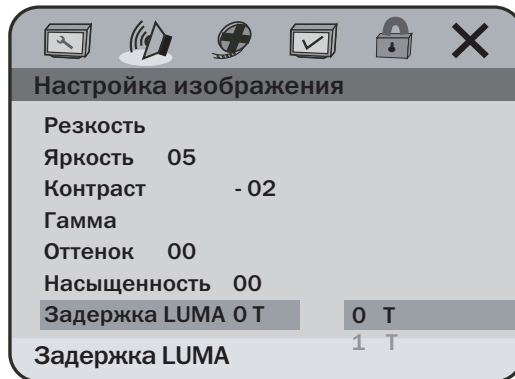 Настройка изображения
Резкость
Яркость 05
Контраст - 02
Гамма
Оттенок 00
Насыщенность 00
Задержка LUMA 0 T 0 T
1 T
Задержка LUMA